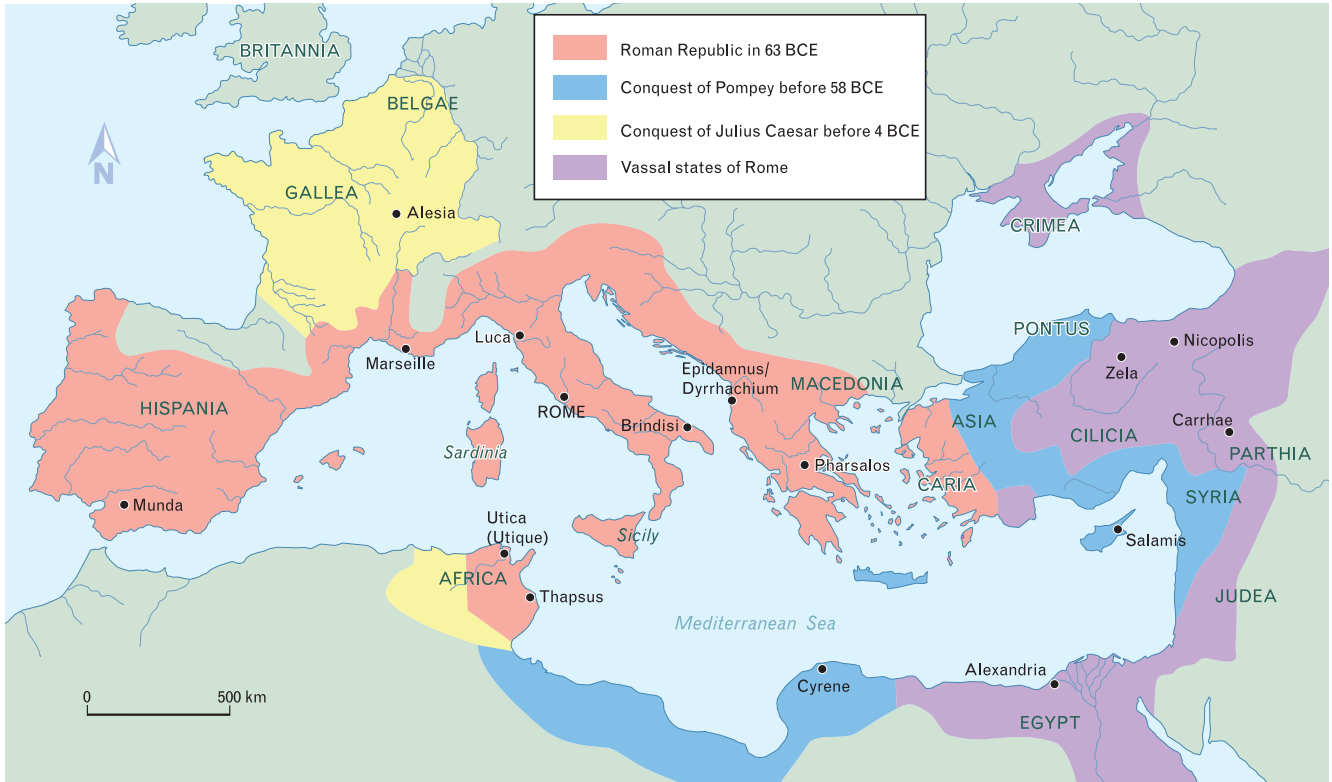 Roman Republic in 63 BCE
Conquest of Pompey before 58 BCE
Conquest of Julius Caesar before 4 BCE
Vassal states of Rome
BRITANNIA
BELGAE
N
GALLEA
Alesia
CRIMEA
PONTUS
Nicopolis
Luca
Marseille
Zela
Epidamnus/
Dyrrhachium
MACEDONIA
HISPANIA
ROME
ASIA
Brindisi
Carrhae
CILICIA
PARTHIA
Sardinia
Pharsalos
CARIA
SYRIA
Munda
Utica
(Utique)
Sicily
Salamis
AFRICA
Thapsus
JUDEA
Mediterranean Sea
Alexandria
Cyrene
0
500 km
EGYPT